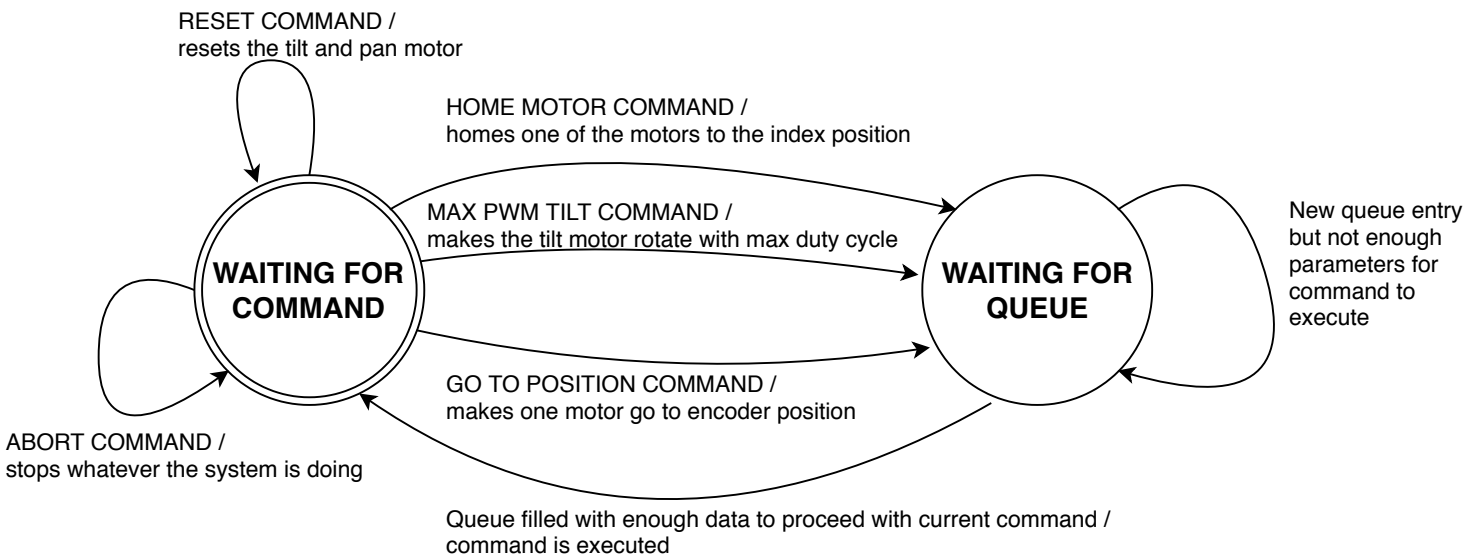 RESET COMMAND /
resets the tilt and pan motor
HOME MOTOR COMMAND /
homes one of the motors to the index position
MAX PWM TILT COMMAND /
makes the tilt motor rotate with max duty cycle
New queue entry
but not enough
parameters for
command to
execute
WAITING FOR
COMMAND
WAITING FOR
QUEUE
GO TO POSITION COMMAND /
makes one motor go to encoder position
ABORT COMMAND /
stops whatever the system is doing
Queue filled with enough data to proceed with current command /
command is executed